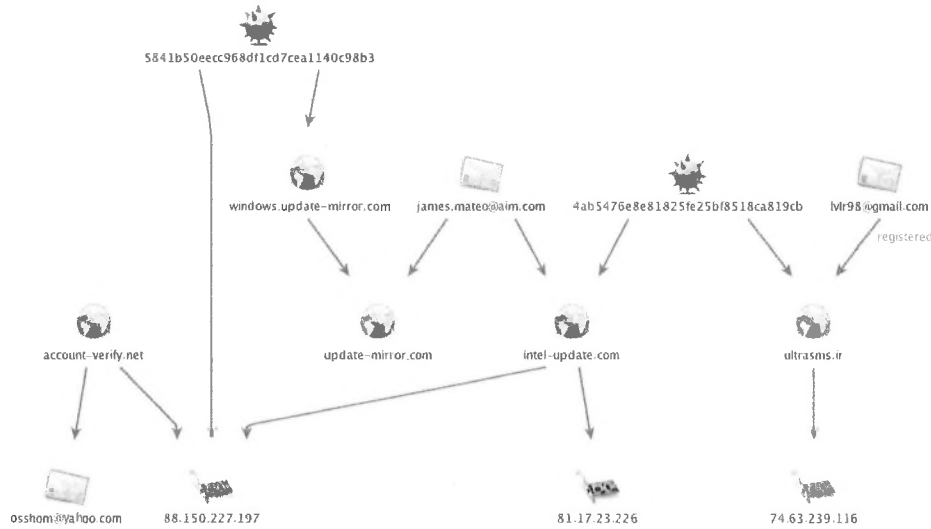 5841b50eecc968df1cd7cea1140c98b3
windows.update-mirror.com
james.mateo@aim.com
4ab5476e8e81825fe25bf8518ca819cb
lvlr98@gmail.com
registered
account-verify.net
update-mirror.com
intel-update.com
ultrasms.ir
osshom@yahoo.com
88.150.227.197
81.17.23.226
74.63.239.116